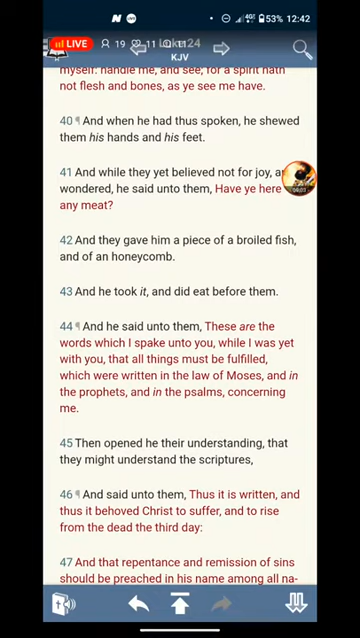 53% 12:42
LIVE 19 11 11
Luke 24
KJV
myself: handle me, and see; for a spirit hath
not flesh and bones, as ye see me have.
40 ¶ And when he had thus spoken, he shewed
them his hands and his feet.
41 And while they yet believed not for joy, a
wondered, he said unto them, Have ye here
any meat?
42 And they gave him a piece of a broiled fish,
and of an honeycomb.
43 And he took it, and did eat before them.
44 ¶ And he said unto them, These are the
words which I spake unto you, while I was yet
with you, that all things must be fulfilled,
which were written in the law of Moses, and in
the prophets, and in the psalms, concerning
me.
45 Then opened he their understanding, that
they might understand the scriptures,
46 ¶ And said unto them, Thus it is written, and
thus it behoved Christ to suffer, and to rise
from the dead the third day:
47 And that repentance and remission of sins
should be preached in his name among all na-